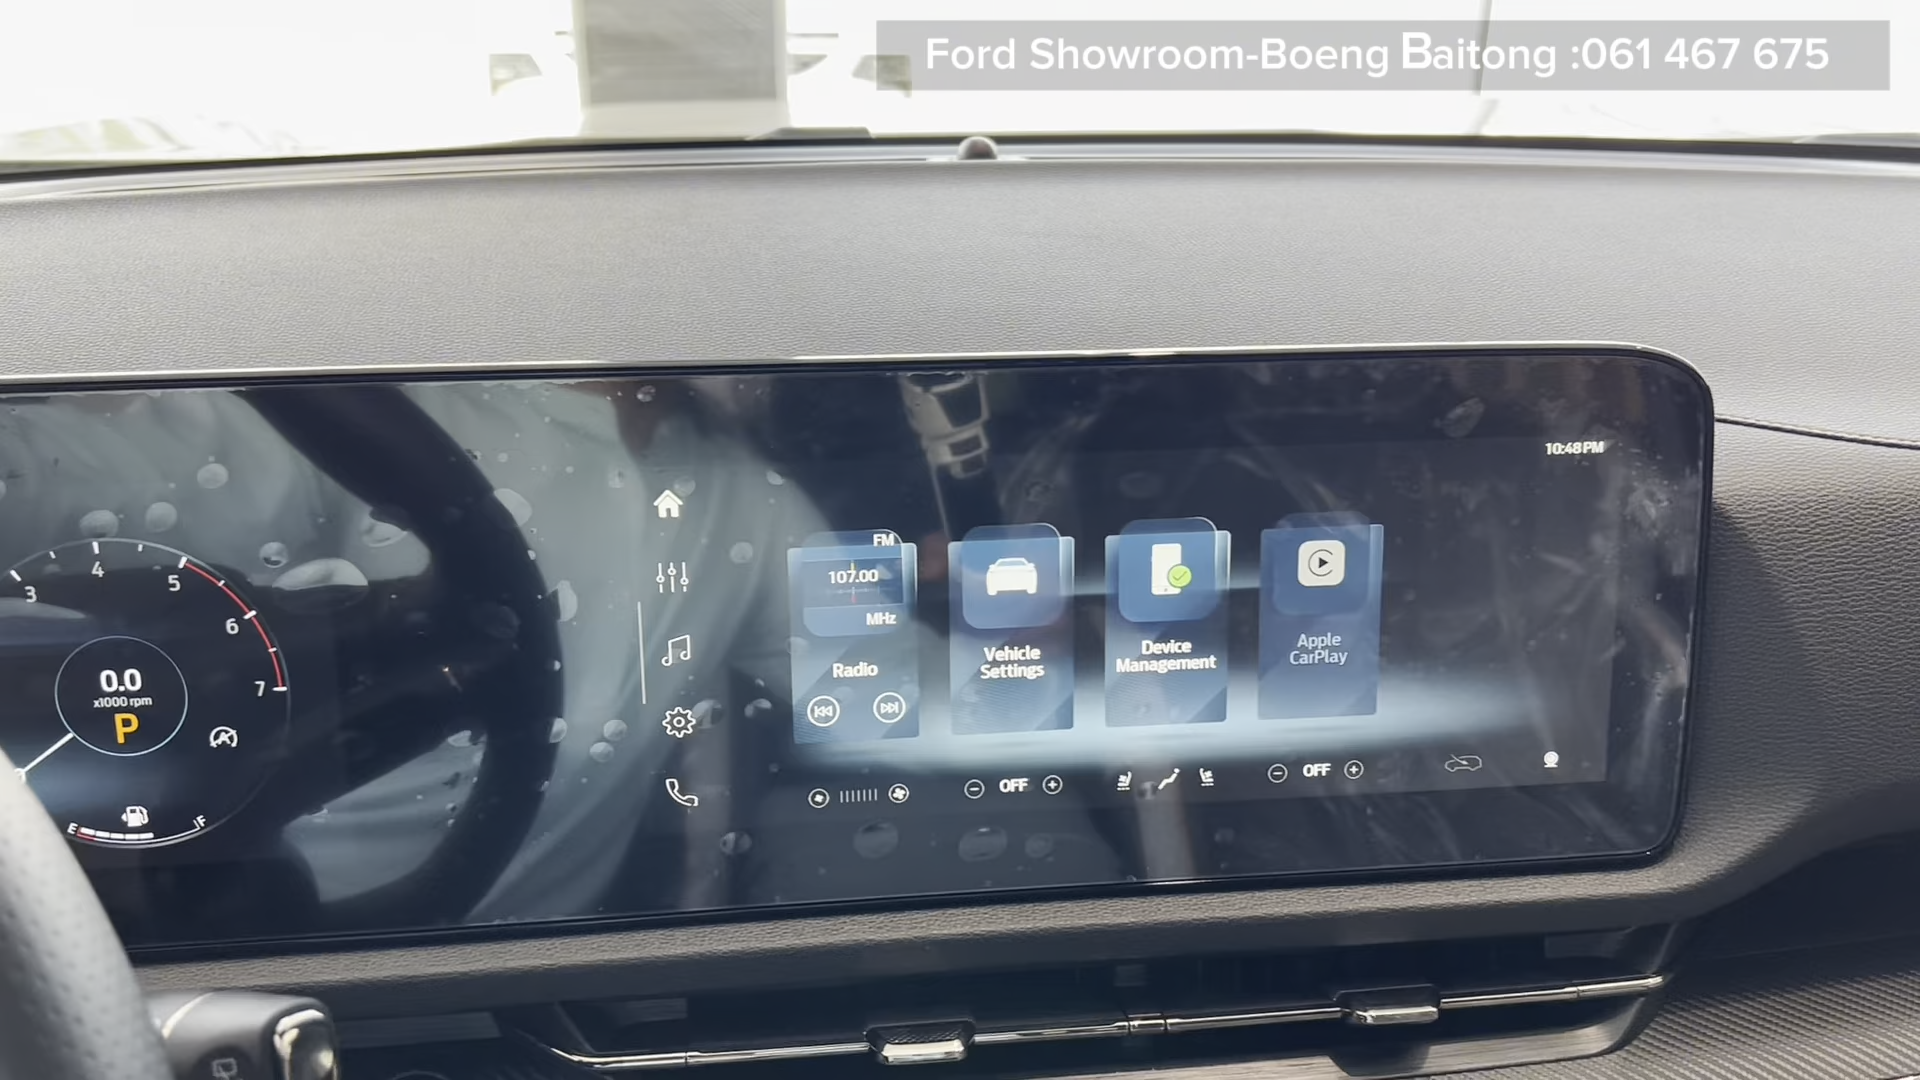 Ford Showroom-Boeng Baitong :061 467 675
10:48 PM
FM
107.00
MHz
Radio
Vehicle
Settings
Device
Management
Apple
CarPlay
OFF
OFF
3
4
5
6
7
0.0
x1000 rpm
P
E
F